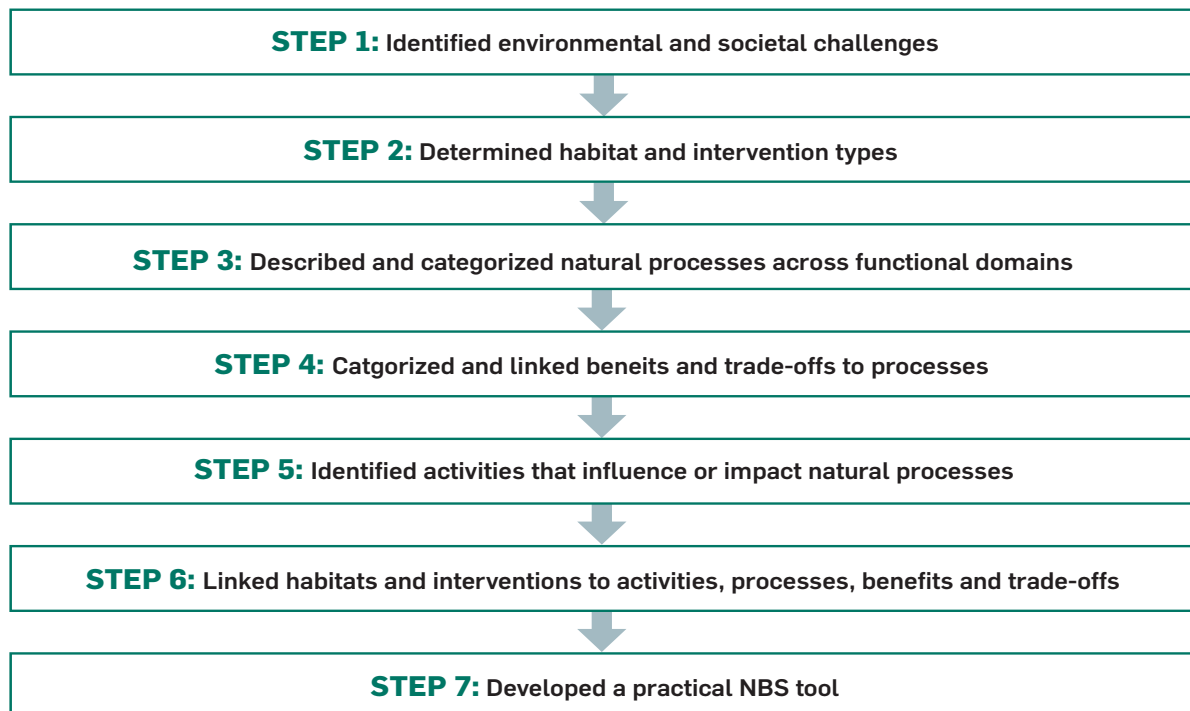 STEP 1: Identified environmental and societal challenges
STEP 2: Determined habitat and intervention types
STEP 3: Described and categorized natural processes across functional domains
STEP 4: Catgorized and linked beneits and trade-offs to processes
STEP 5: Identified activities that influence or impact natural processes
STEP 6: Linked habitats and interventions to activities, processes, benefits and trade-offs
STEP 7: Developed a practical NBS tool